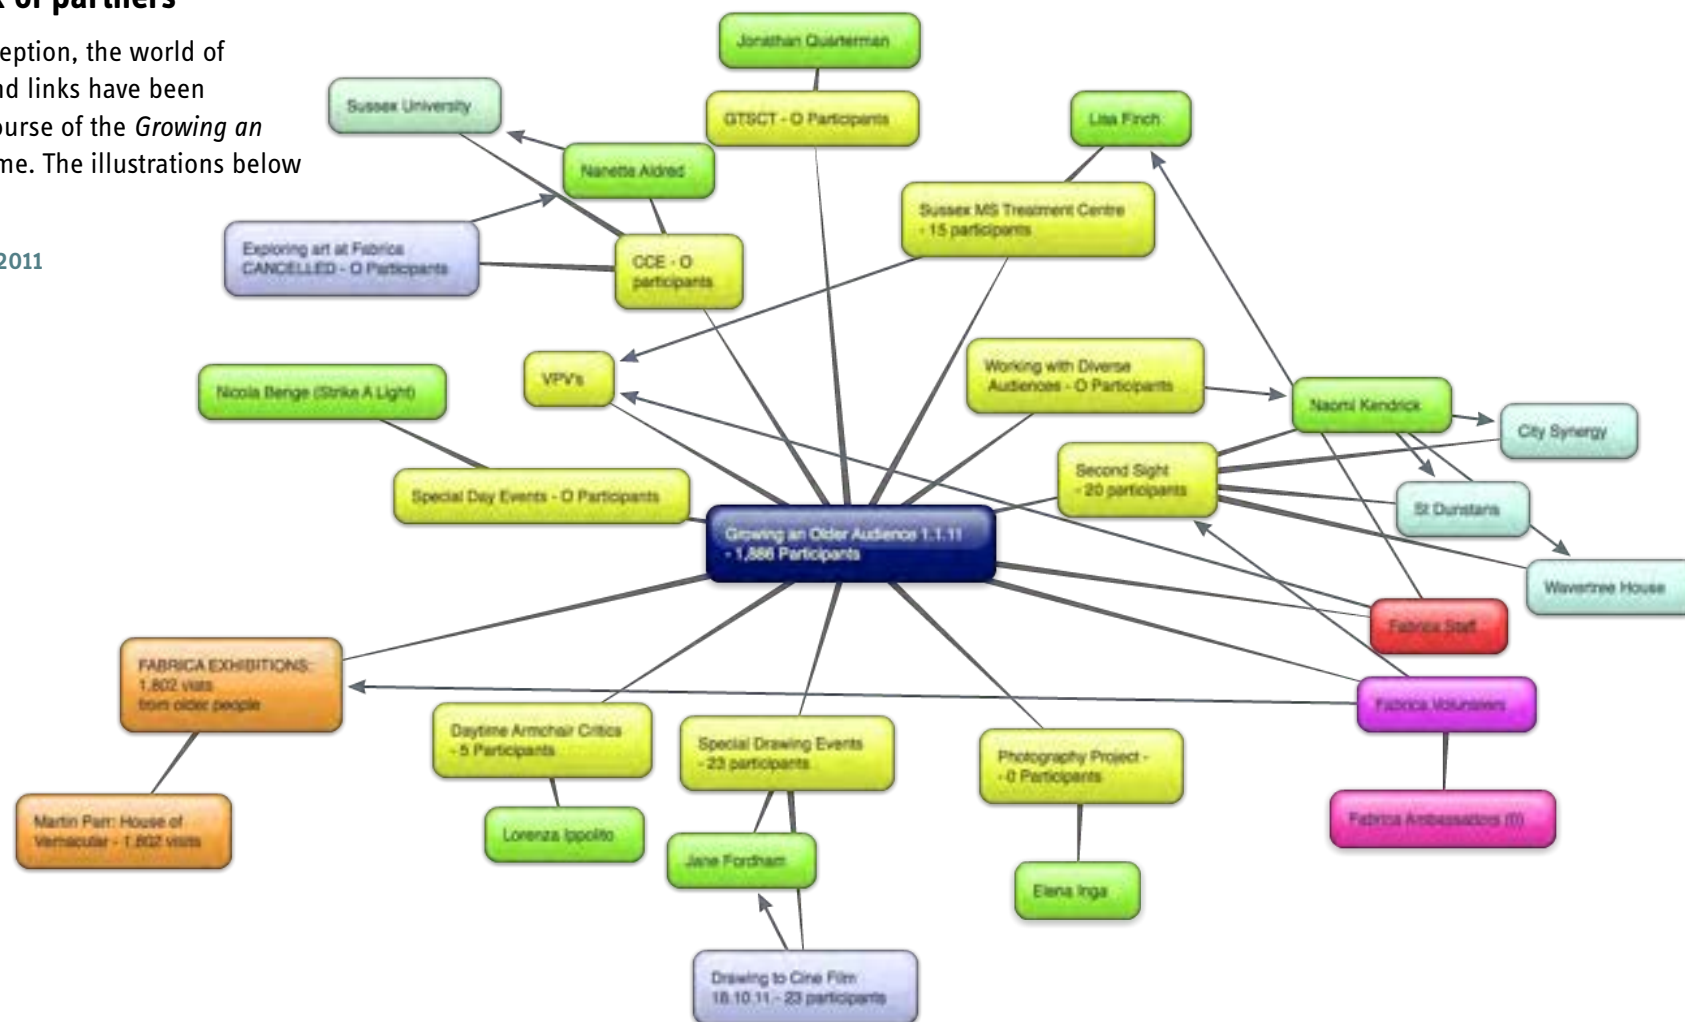 of partners
eption, the world of
nd links have been
ourse of the Growing an
me. The illustrations below
2011
Jonathan Quarterman
GTSCT - O Participants
Sussex University
Nanette Aldred
Lisa Finch
Sussex MS Treatment Centre
- 15 participants
Exploring art at Fabrica
CANCELLED - O Participants
CCE - O
participants
VPV's
Working with Diverse
Audiences - O Participants
Nicola Benge (Strike A Light)
Naomi Kendrick
City Synergy
Second Sight
- 20 participants
Special Day Events - O Participants
St Dunstans
Growing an Older Audience 1.1.11
- 1,886 Participants
Wavertree House
Fabrica Staff
FABRICA EXHIBITIONS:
1,802 visits
from older people
Fabrica Volunteers
Daytime Armchair Critics
- 5 Participants
Special Drawing Events
- 23 participants
Photography Project -
- 0 Participants
Martin Parr: House of
Vernacular - 1,802 visits
Lorenza Ippolito
Fabrica Ambassadors (0)
Jane Fordham
Elena Inga
Drawing to Cine Film
18.10.11 - 23 participants